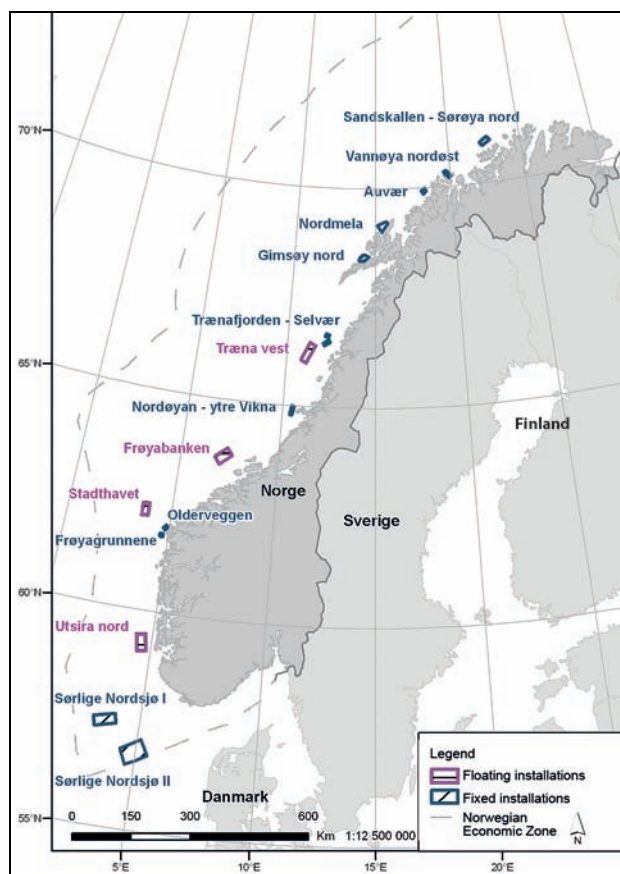 70°N
Sandskallen - Sørøya nord
Vannøya nordøst
Auvær
Nordmela
Gimsøy nord
Trænafjorden - Selvær
65°N
Træna vest
Nordøyan - ytre Vikna
Finland
Frøyabanken
Norge
Stadthavet
Olderveggen
Sverige
Frøyagrunnene
60°N
Utsira nord
Sørlige Nordsjø I
Sørlige Nordsjø II
Legend
Floating installations
Fixed installations
Norwegian
Economic Zone
N
Danmark
55°N
0 150 300 600
Km 1:12 500 000
5°E 10°E 15°E 20°E